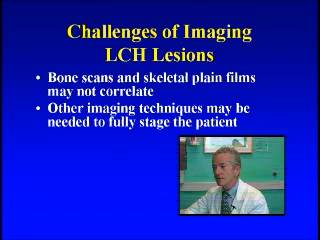 Challenges of Imaging
LCH Lesions
• Bone scans and skeletal plain films
may not correlate
• Other imaging techniques may be
needed to fully stage the patient